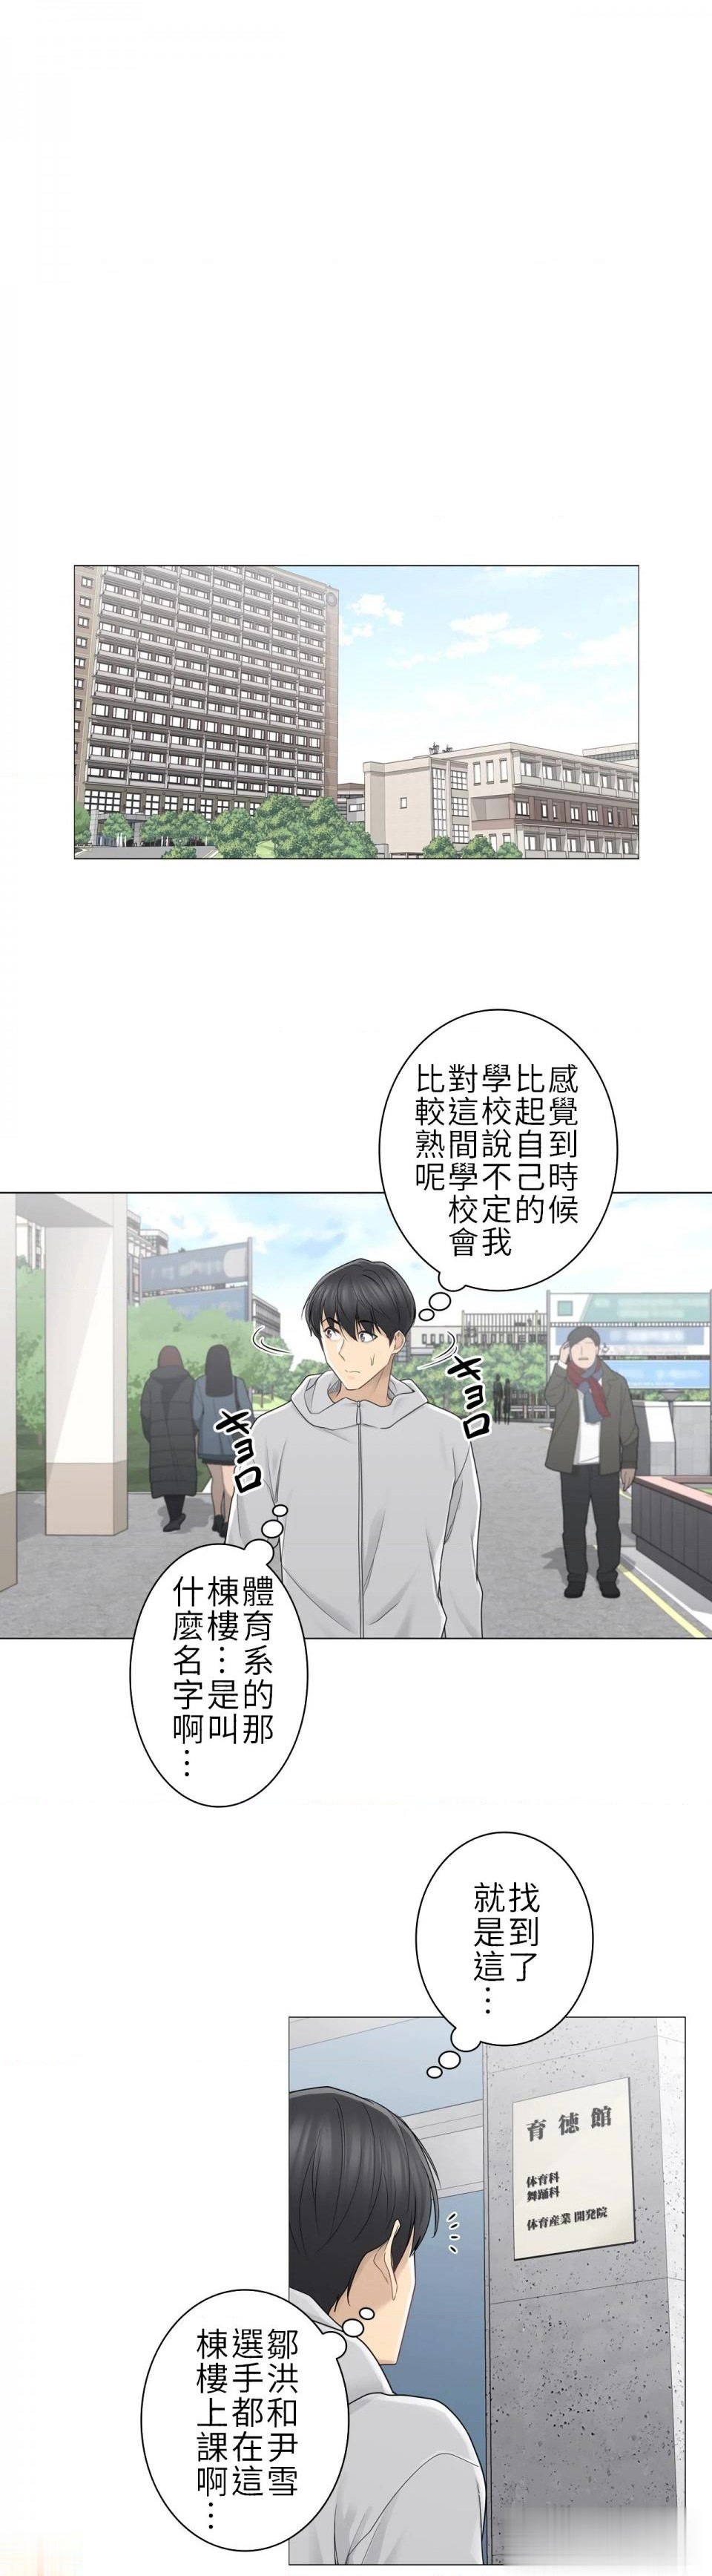 感覺到時候
比起自己的
學校說不定我
對這間學校會
比較熟呢
キョロ
キョロ
體育系的那
棟樓…是叫
什麼名字啊…
找到了
就是這…
育徳館
体育科
舞踊科
体育産業 開発院
鄒洪和尹雪
選手都在這
棟樓上課啊…